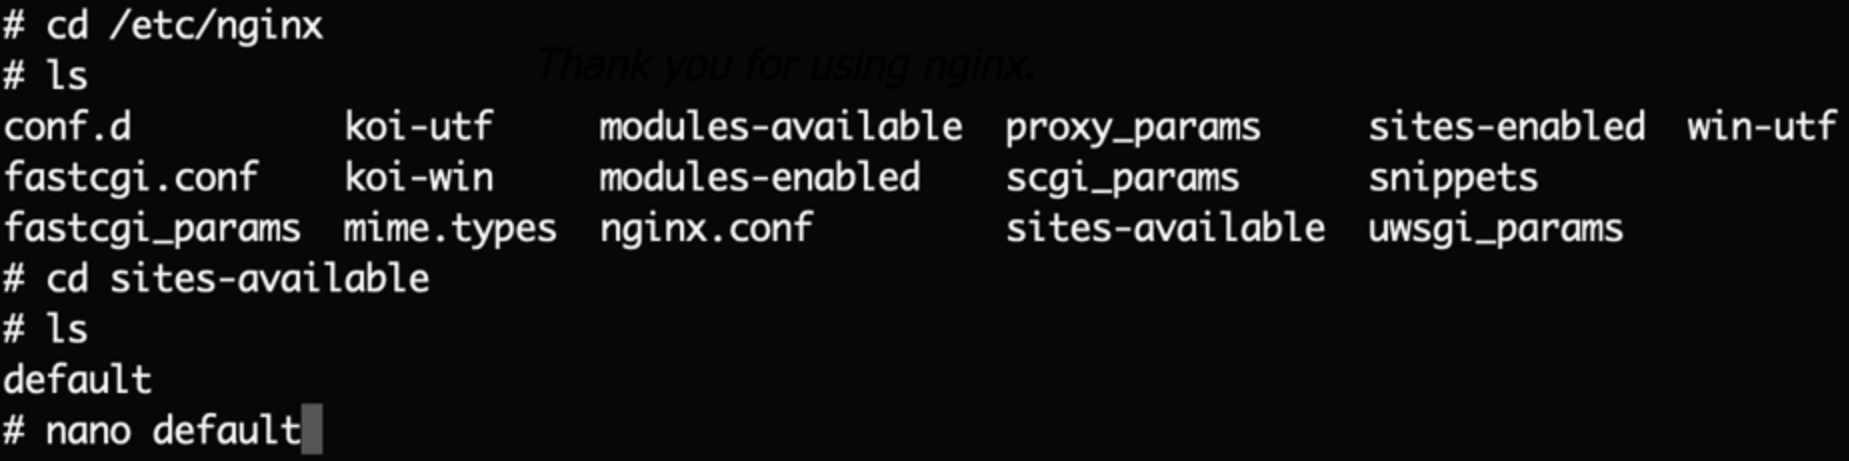 # cd /etc/nginx
Thank you for using nginx.
# ls
conf.d koi-utf modules-available proxy_params sites-enabled win-utf
fastcgi.conf koi-win modules-enabled scgi_params snippets
fastcgi_params mime.types nginx.conf sites-available uwsgi_params
# cd sites-available
# ls
default
# nano default